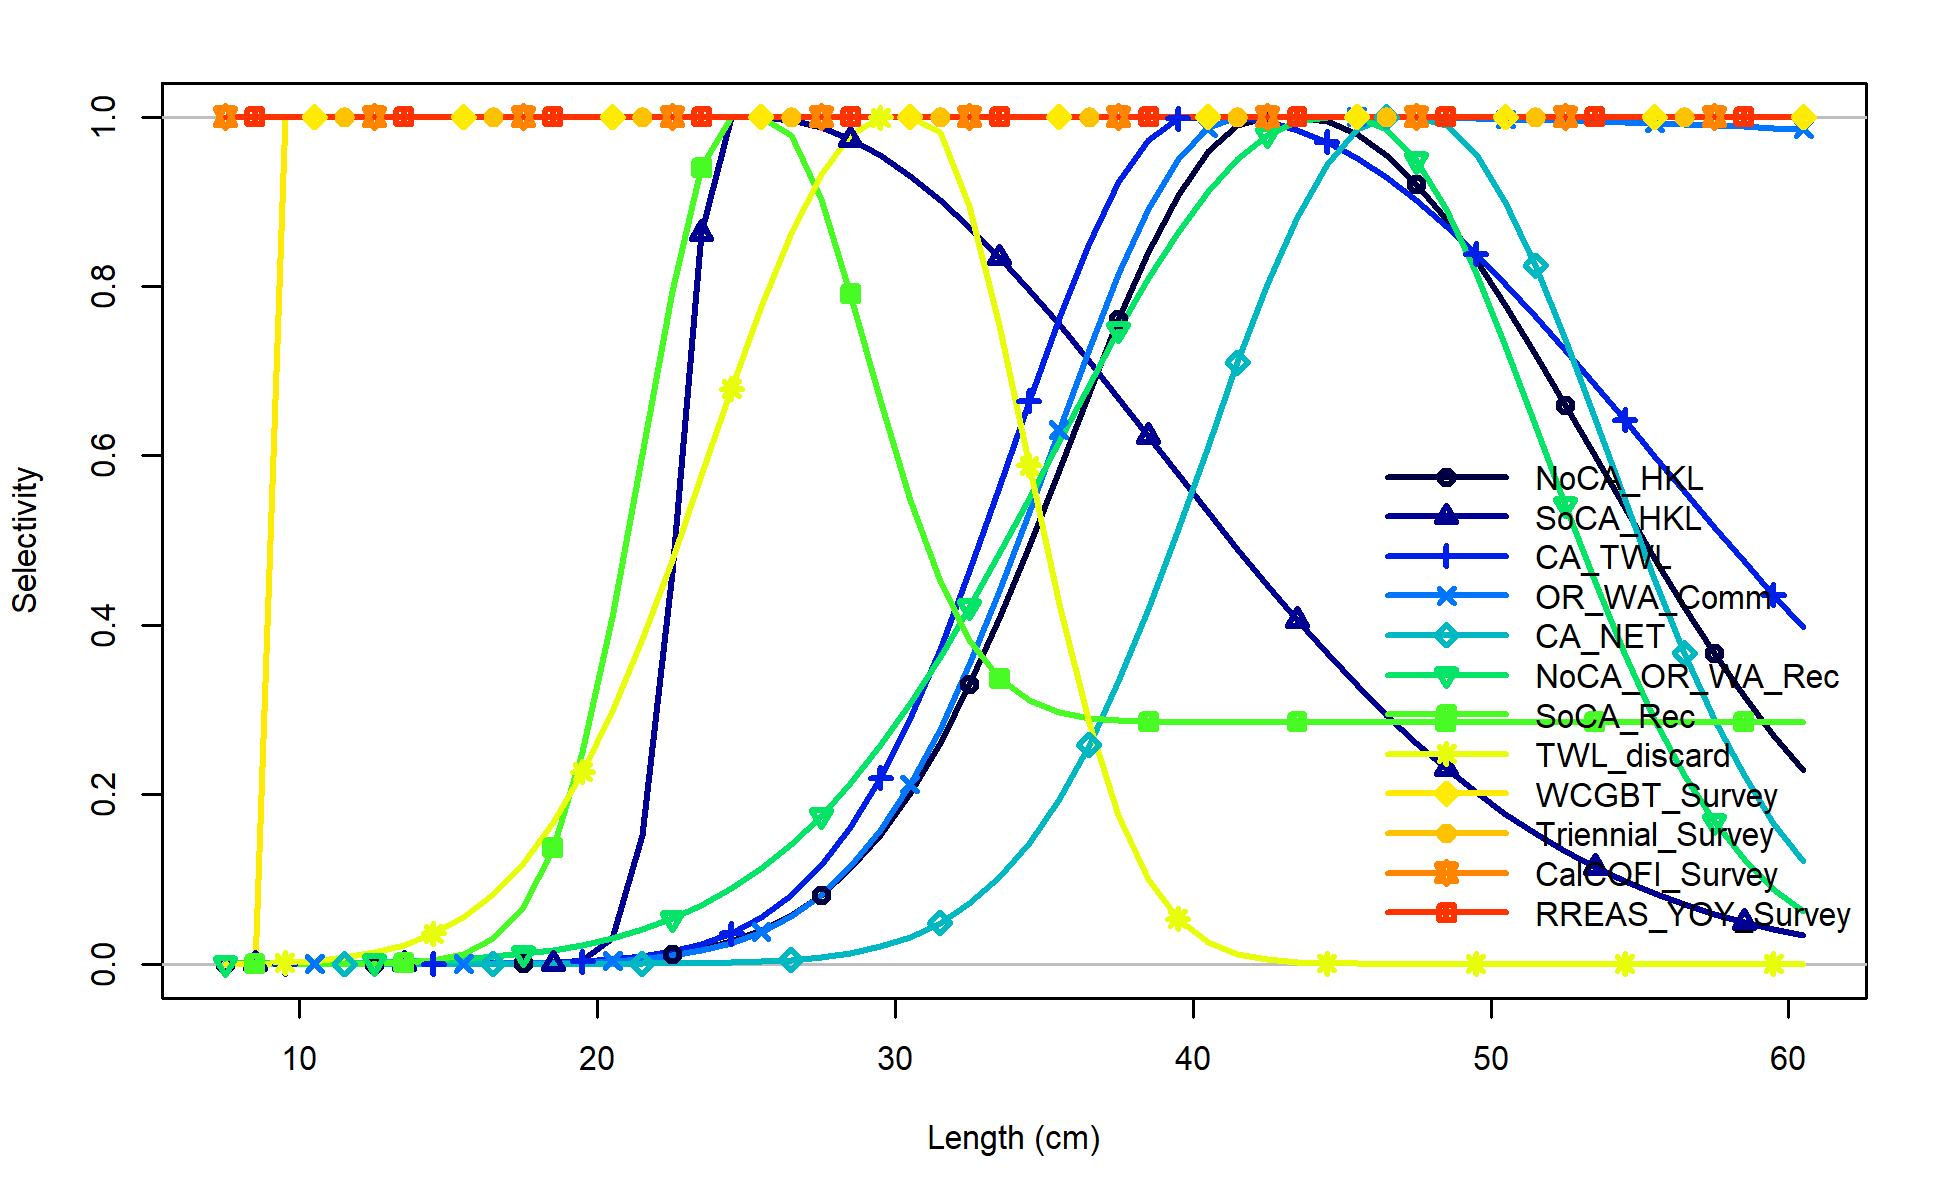 Selectivity
1.0
0.8
0.6
0.4
0.2
0.0
NoCA_HKL
SoCA_HKL
CA_TWL
OR_WA_Comm
CA_NET
NoCA_OR_WA_Rec
SoCA_Rec
TWL_discard
WCGBT_Survey
Triennial_Survey
CalCOFI_Survey
RREAS_YOY_Survey
10 20 30 40 50 60
Length (cm)